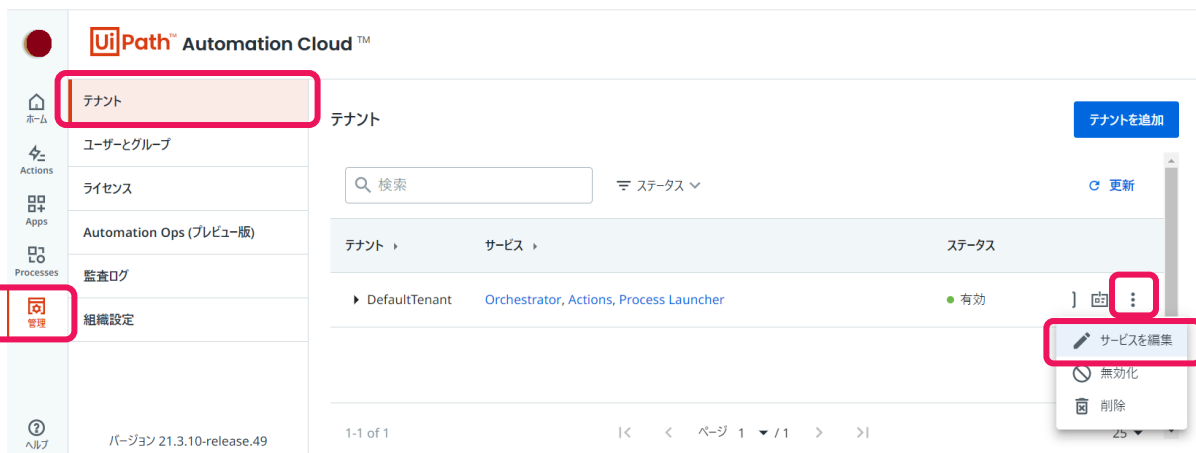 UiPath™ Automation Cloud ™
ホーム
Actions
Apps
Processes
管理
ヘルプ
テナント
ユーザーとグループ
ライセンス
Automation Ops (プレビュー版)
監査ログ
組織設定
バージョン 21.3.10-release.49
テナント
テナントを追加
検索
ステータス
更新
テナント サービス ステータス
DefaultTenant Orchestrator, Actions, Process Launcher 有効
サービスを編集
無効化
削除
1-1 of 1 ページ 1 / 1 25